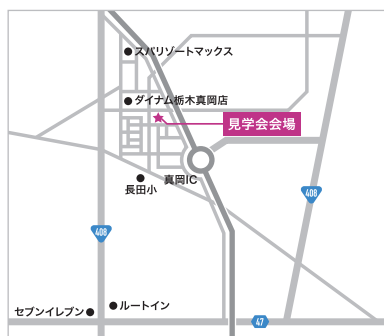 スパリゾートマックス
ダイナム栃木真岡店
見学会会場
真岡IC
長田小
408
408
ルートイン
セブンイレブン
47